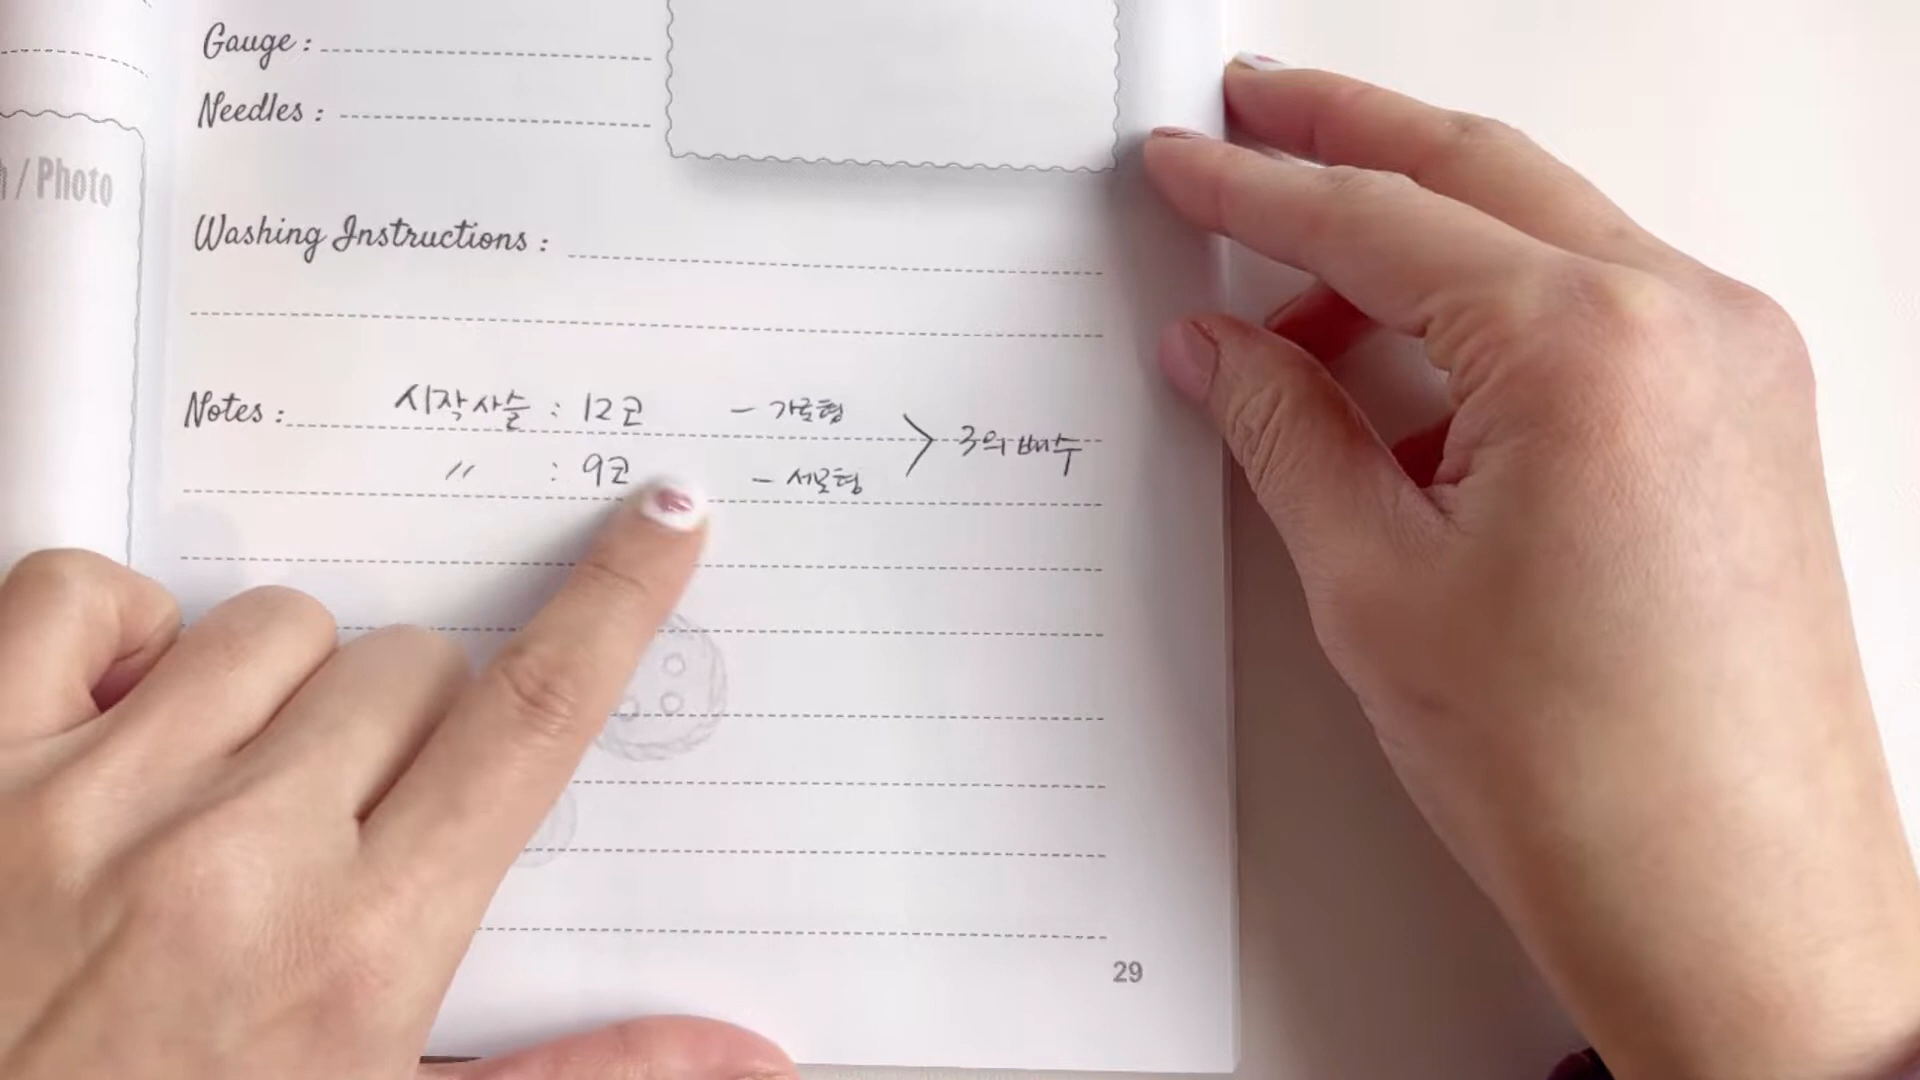 Gauge :
Needles :
/ Photo
Washing Instructions :
Notes : 시작사슬 : 12코 - 가로형
〃 : 9코 - 세로형
> 3의 배수
29